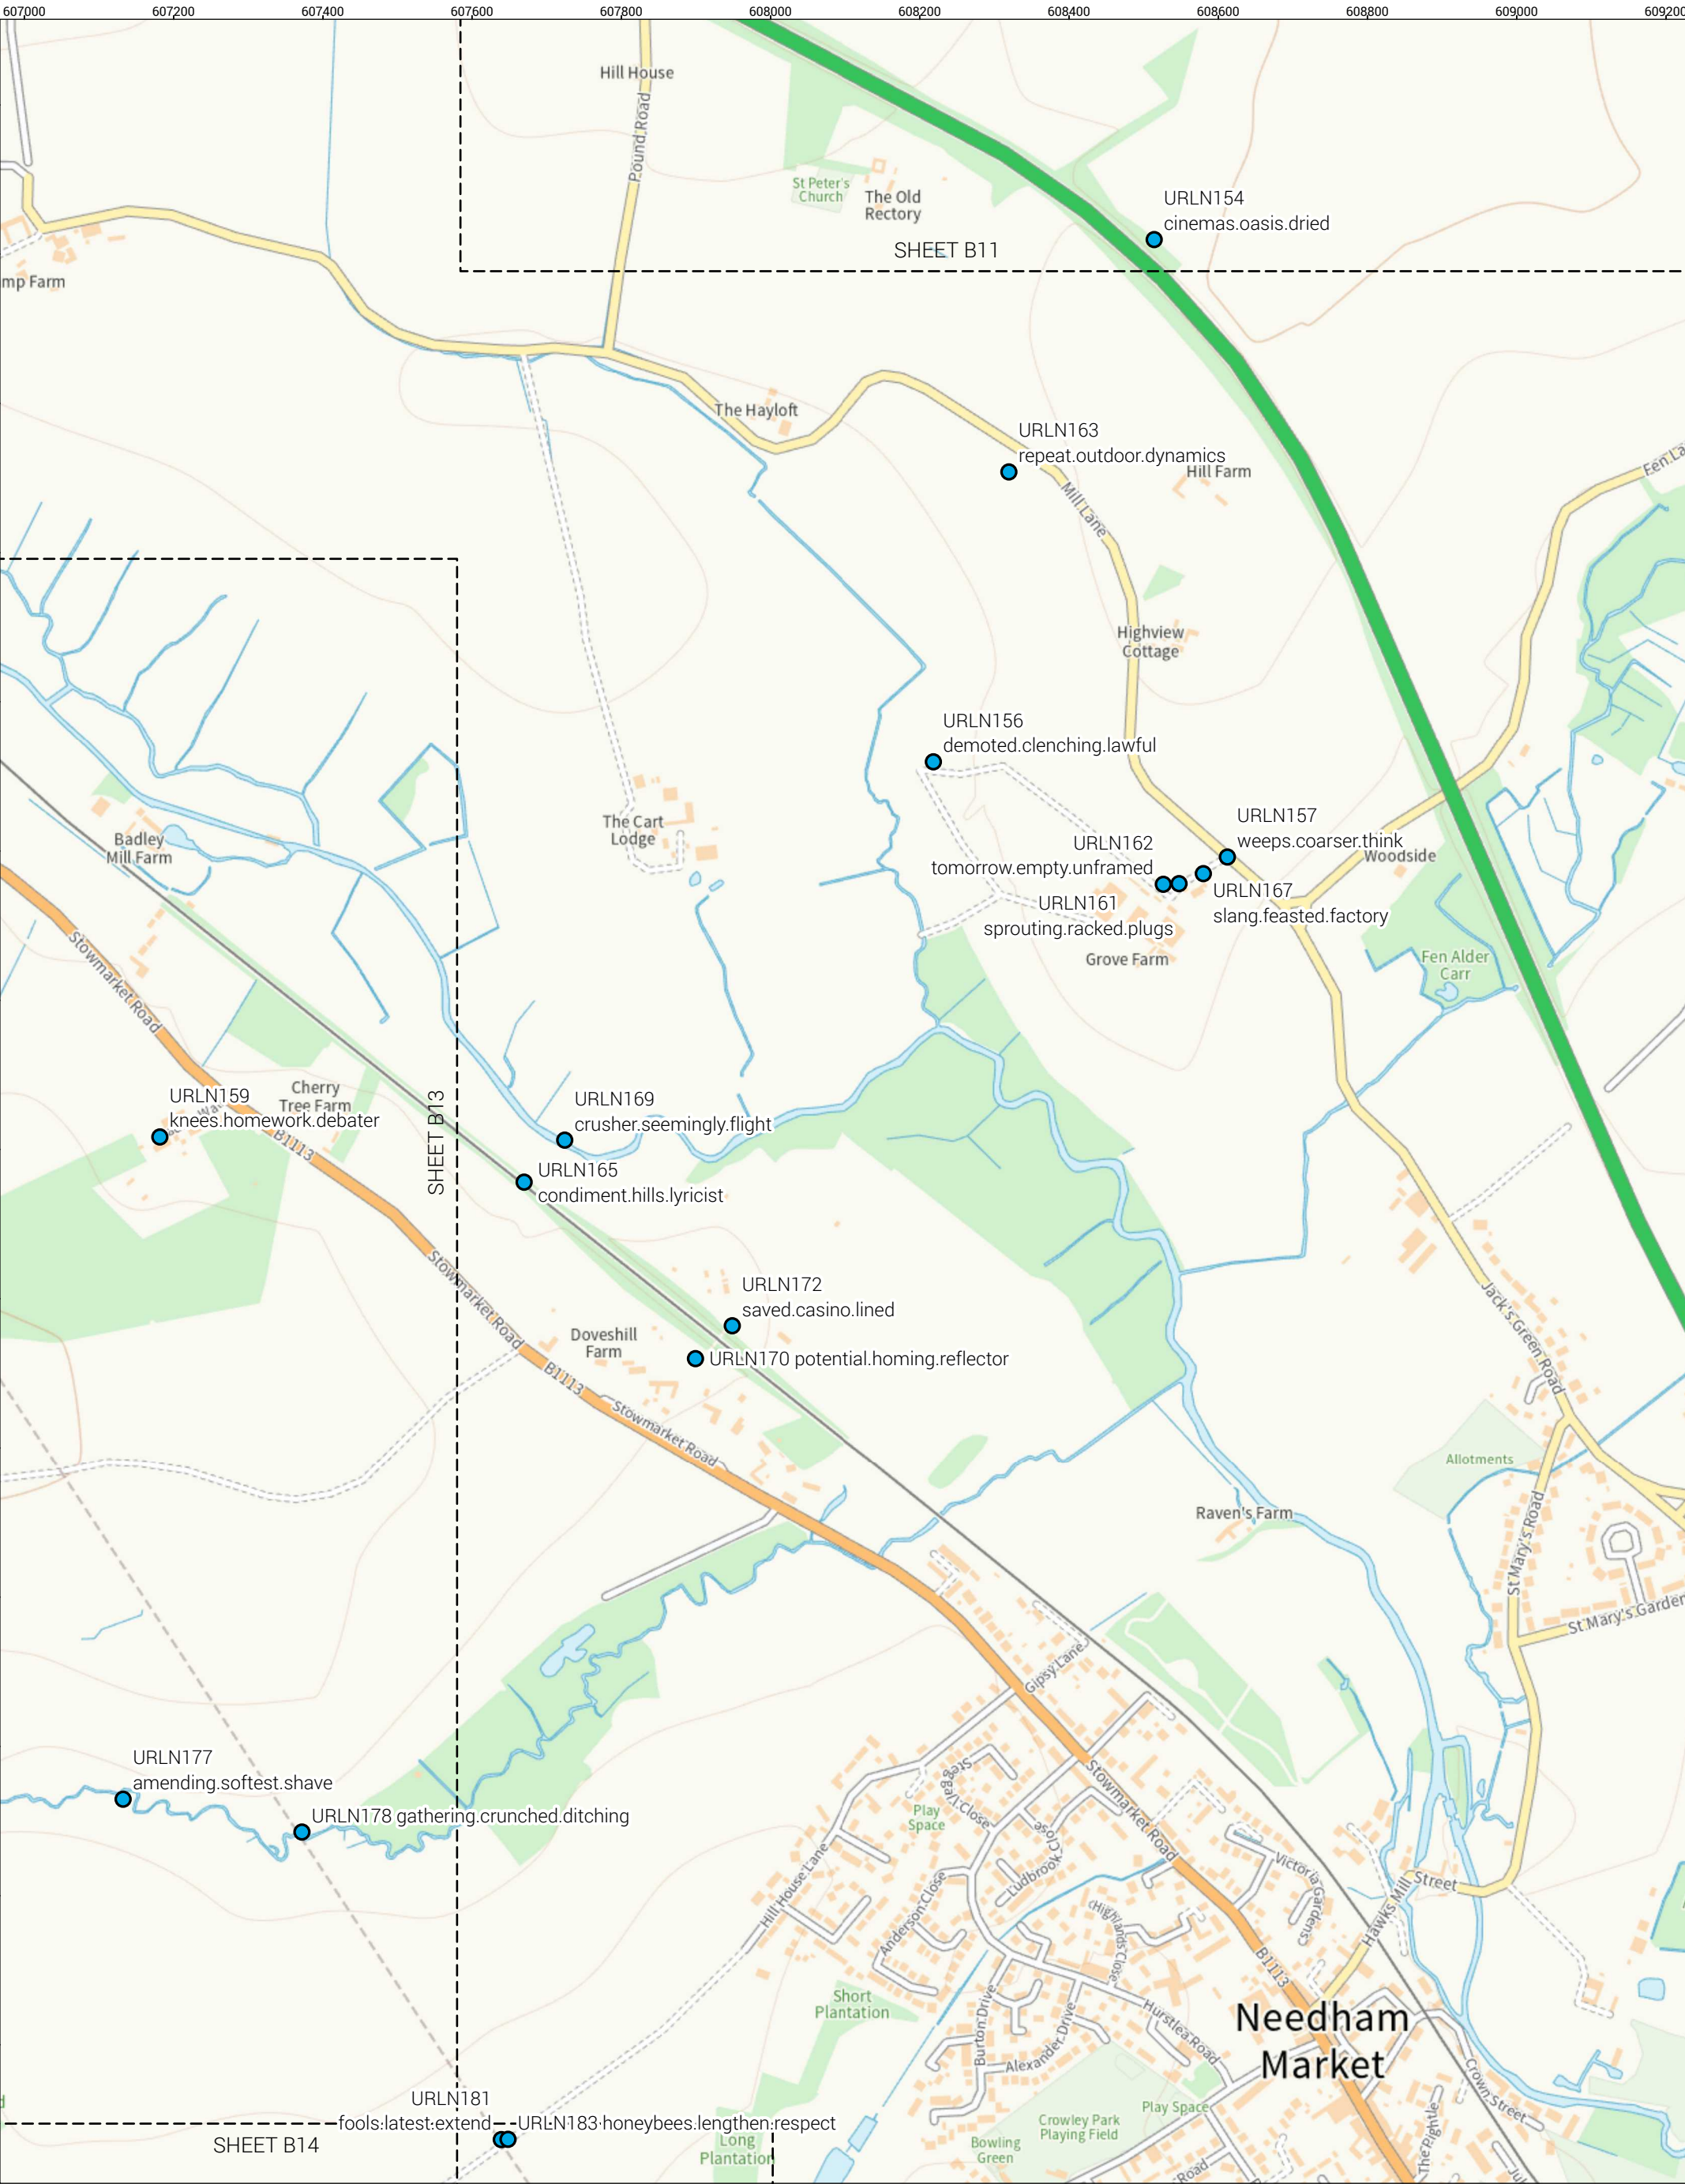 607000 607200 607400 607600 607800 608000 608200 608400 608600 608800 609000 609200
Hill House
Pound Road
St Peter's
Church
The Old
Rectory
URLN154
cinemas.oasis.dried
SHEET B11
mp Farm
The Hayloft
URLN163
repeat.outdoor.dynamics
Hill Farm
Mill Lane
Fen La
Highview
Cottage
URLN156
demoted.clenching.lawful
The Cart
Lodge
Badley
Mill Farm
URLN157
weeps.coarser.think
Woodside
URLN162
tomorrow.empty.unframed
URLN167
slang.feasted.factory
URLN161
sprouting.racked.plugs
Grove Farm
Fen Alder
Carr
Stowmarket Road
Cherry
Tree Farm
URLN159
knees.homework.debater
B1113
SHEET B13
URLN169
crusher.seemingly.flight
URLN165
condiment.hills.lyricist
Stowmarket Road
URLN172
saved.casino.lined
Doveshill
Farm
URLN170 potential.homing.reflector
B1113
Stowmarket Road
Jack's Green Road
Allotments
Raven's Farm
St Mary's Road
St Mary's Garden
Gipsy Lane
URLN177
amending.softest.shave
URLN178 gathering.crunched.ditching
Steggall Close
Play
Space
Stowmarket Road
Ludbrook Close
Victoria Gardens
Hill House Lane
Anderson Close
Highlands Close
Hawks Mill Street
B1113
Short
Plantation
Burton Drive
Alexander Drive
Hurstlea Road
Needham
Market
Crown Street
URLN181
fools.latest.extend
URLN183 honeybees.lengthen.respect
SHEET B14
Long
Plantation
Crowley Park
Playing Field
Play Space
Bowling
Green
Road
The Pightle
Jul
d